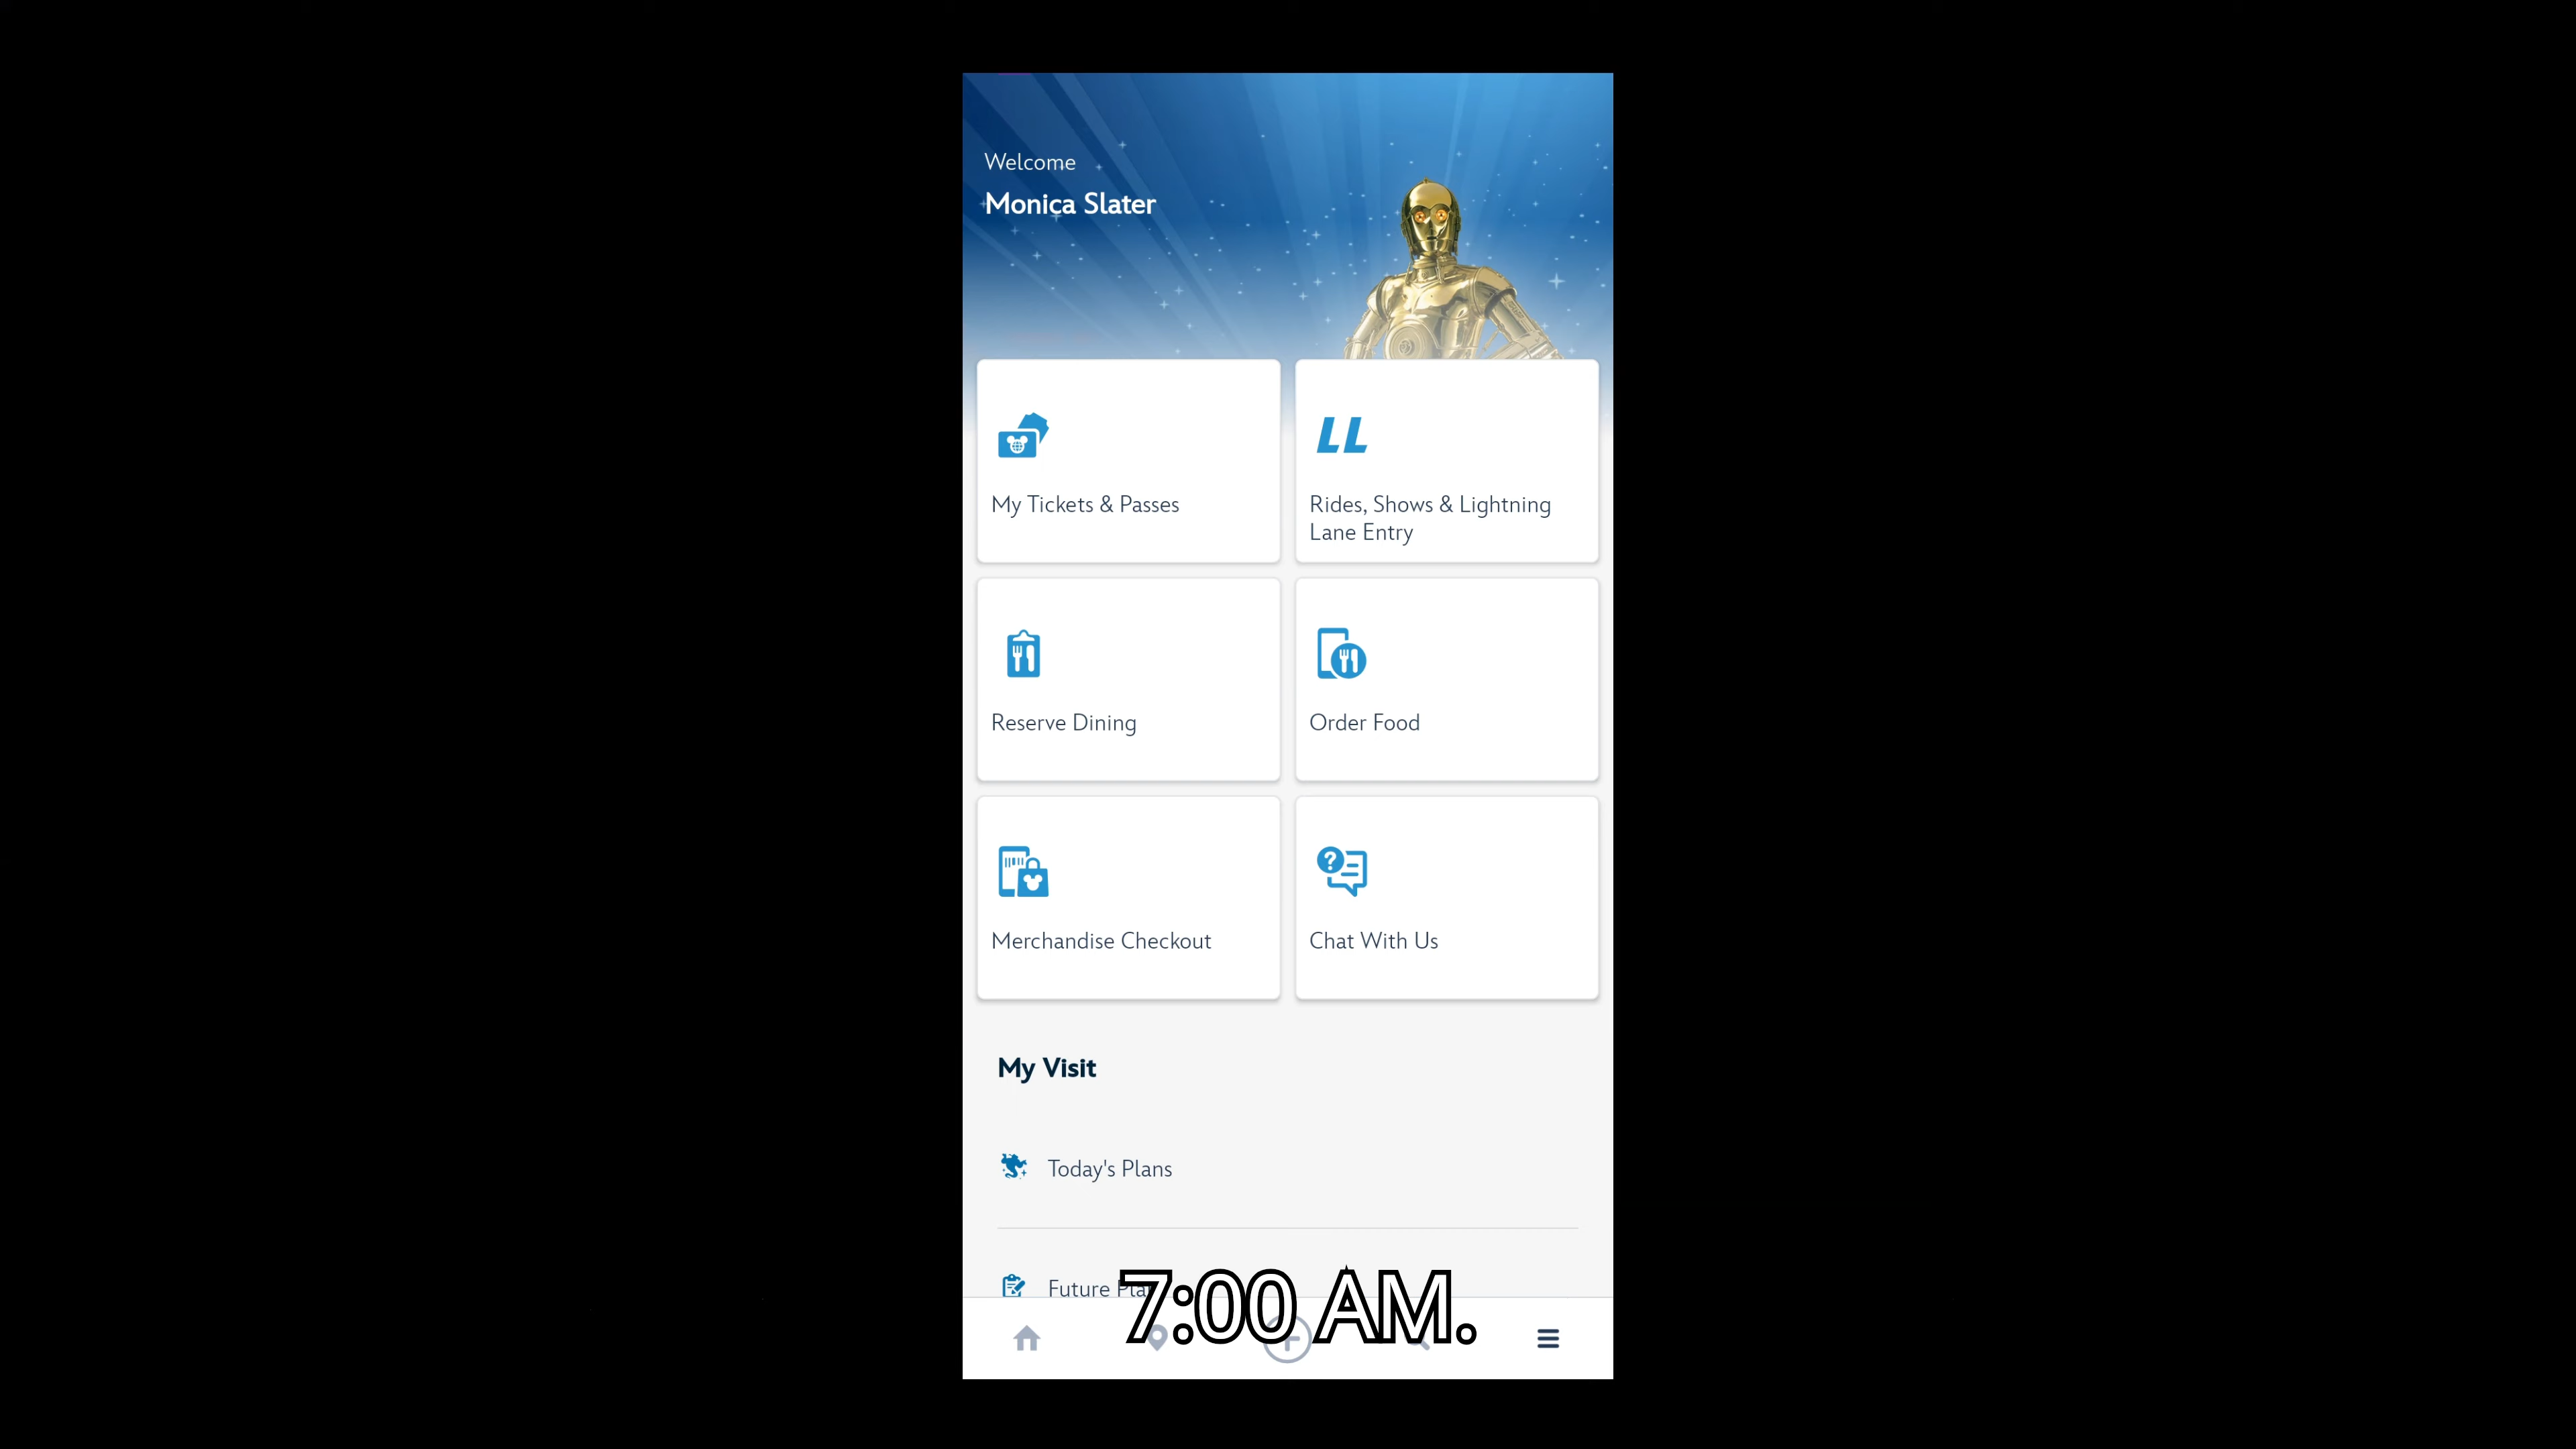 Welcome
Monica Slater
LL
My Tickets & Passes
Rides, Shows & Lightning
Lane Entry
Reserve Dining
Order Food
Merchandise Checkout
Chat With Us
My Visit
Today's Plans
Future
7:00 AM.